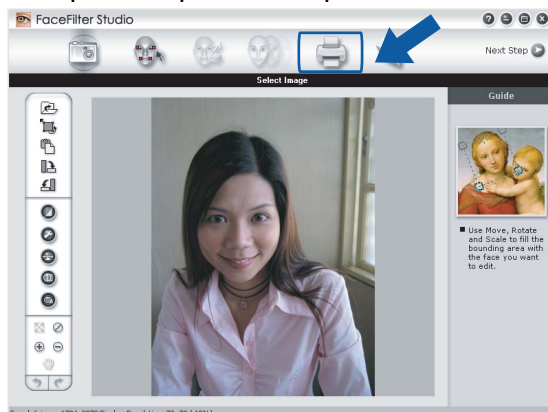 FaceFilter Studio
Next Step
Select Image
Guide
Use Move, Rotate
and Scale to fill the
bounding area with
the face you want
to edit.